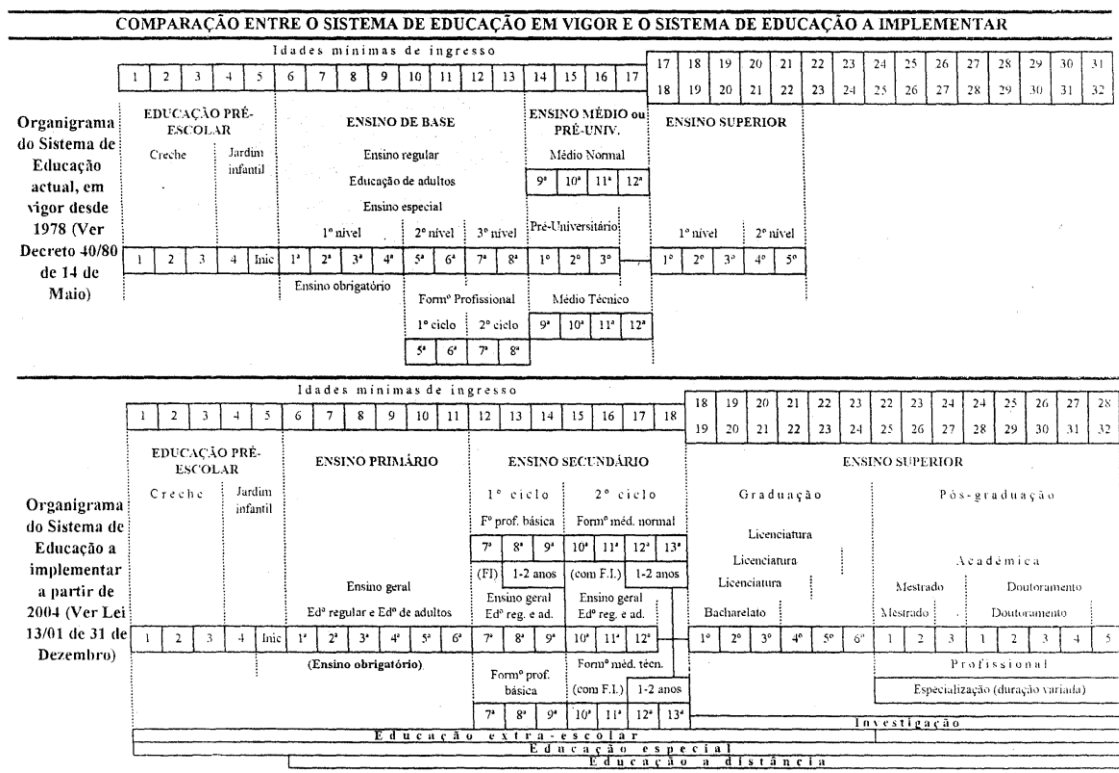 COMPARAÇÃO ENTRE O SISTEMA DE EDUCAÇÃO EM VIGOR E O SISTEMA DE EDUCAÇÃO A IMPLEMENTAR
Idades mínimas de ingresso
1 2 3 4 5 6 7 8 9 10 11 12 13 14 15 16 17
17 18 19 20 21 22 23 24 25 26 27 28 29 30 31
18 19 20 21 22 23 24 25 26 27 28 29 30 31 32
Organigrama
do Sistema de
Educação
actual, em
vigor desde
1978 (Ver
Decreto 40/80
de 14 de
Maio)
EDUCAÇÃO PRÉ-
ESCOLAR
Creche
Jardim
infantil
1 2 3 4 Inic
ENSINO DE BASE
Ensino regular
Educação de adultos
Ensino especial
1º nível 2º nível 3º nível
1ª 2ª 3ª 4ª 5ª 6ª 7ª 8ª
Ensino obrigatório
Formº Profissional
1º ciclo 2º ciclo
5ª 6ª 7ª 8ª
ENSINO MÉDIO ou
PRÉ-UNIV.
Médio Normal
9ª 10ª 11ª 12ª
Pré-Universitário
1º 2º 3º
Médio Técnico
9ª 10ª 11ª 12ª
ENSINO SUPERIOR
1º nível 2º nível
1º 2º 3º 4º 5º
Idades mínimas de ingresso
1 2 3 4 5 6 7 8 9 10 11 12 13 14 15 16 17 18
18 19 20 21 22 23 22 23 24 24 25 26 27 28
19 20 21 22 23 24 25 26 27 28 29 30 31 32
Organigrama
do Sistema de
Educação a
implementar
a partir de
2004 (Ver Lei
13/01 de 31 de
Dezembro)
EDUCAÇÃO PRÉ-
ESCOLAR
Creche
Jardim
infantil
1 2 3 4 Inic
ENSINO PRIMÁRIO
Ensino geral
Edº regular e Edº de adultos
1ª 2ª 3ª 4ª 5ª 6ª
(Ensino obrigatório)
ENSINO SECUNDÁRIO
1º ciclo 2º ciclo
Fº prof. básica Formº méd. normal
7ª 8ª 9ª 10ª 11ª 12ª 13ª
(FI) 1-2 anos (com F.I.) 1-2 anos
Ensino geral Ensino geral
Edº reg. e ad. Edº reg. e ad.
7ª 8ª 9ª 10ª 11ª 12ª
Formº prof.
básica
Formº méd. técn.
(com F.I.) 1-2 anos
7ª 8ª 9ª 10ª 11ª 12ª 13ª
ENSINO SUPERIOR
Graduação Pós-graduação
Licenciatura
Licenciatura Académica
Licenciatura Mestrado Doutoramento
Bacharelato Mestrado Doutoramento
1º 2º 3º 4º 5º 6º 1 2 3 1 2 3 4 5
Profissional
Especialização (duração variada)
Investigação
Educação extra-escolar
Educação especial
Educação a distância